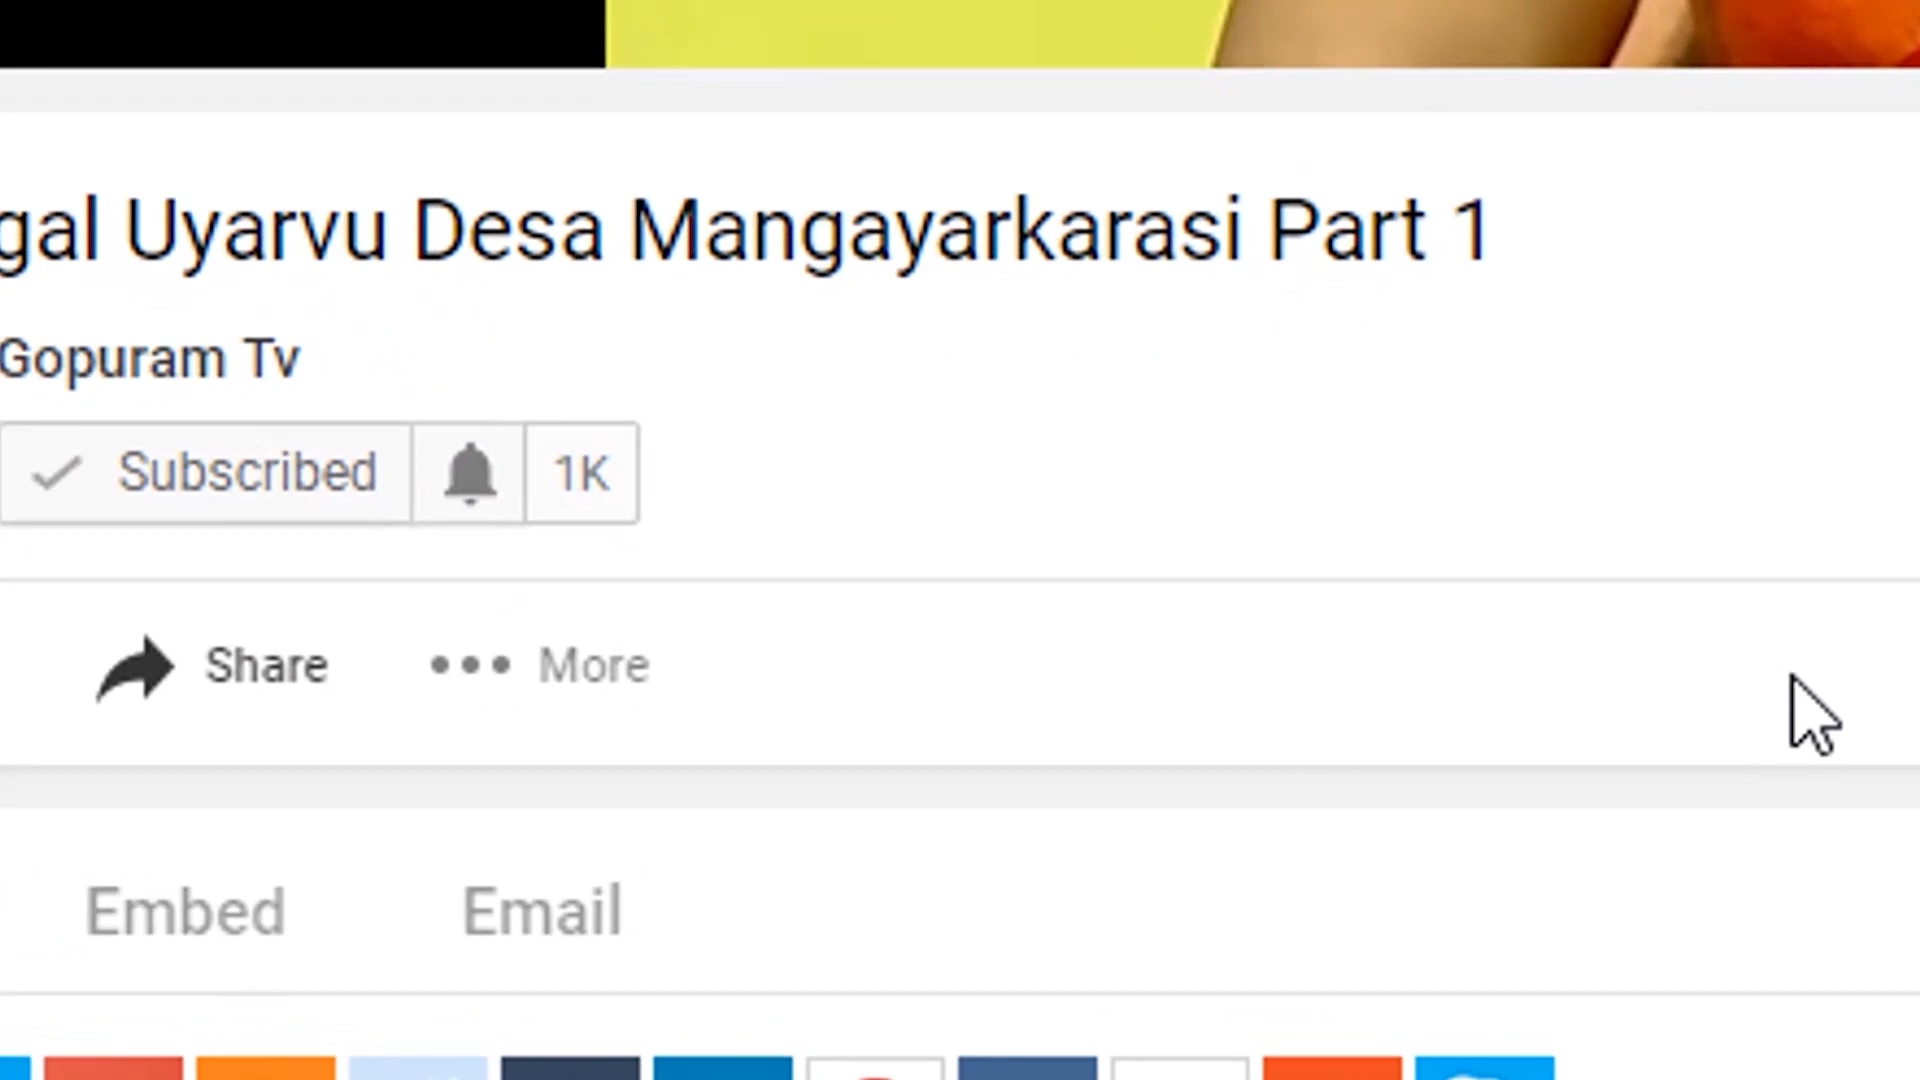 gal Uyarvu Desa Mangayarkarasi Part 1
Gopuram Tv
Subscribed 1K
Share More
Embed Email